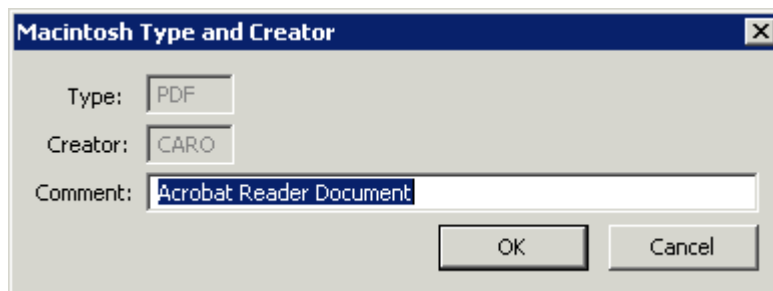 Macintosh Type and Creator
Type: PDF
Creator: CARO
Comment: Acrobat Reader Document
OK Cancel